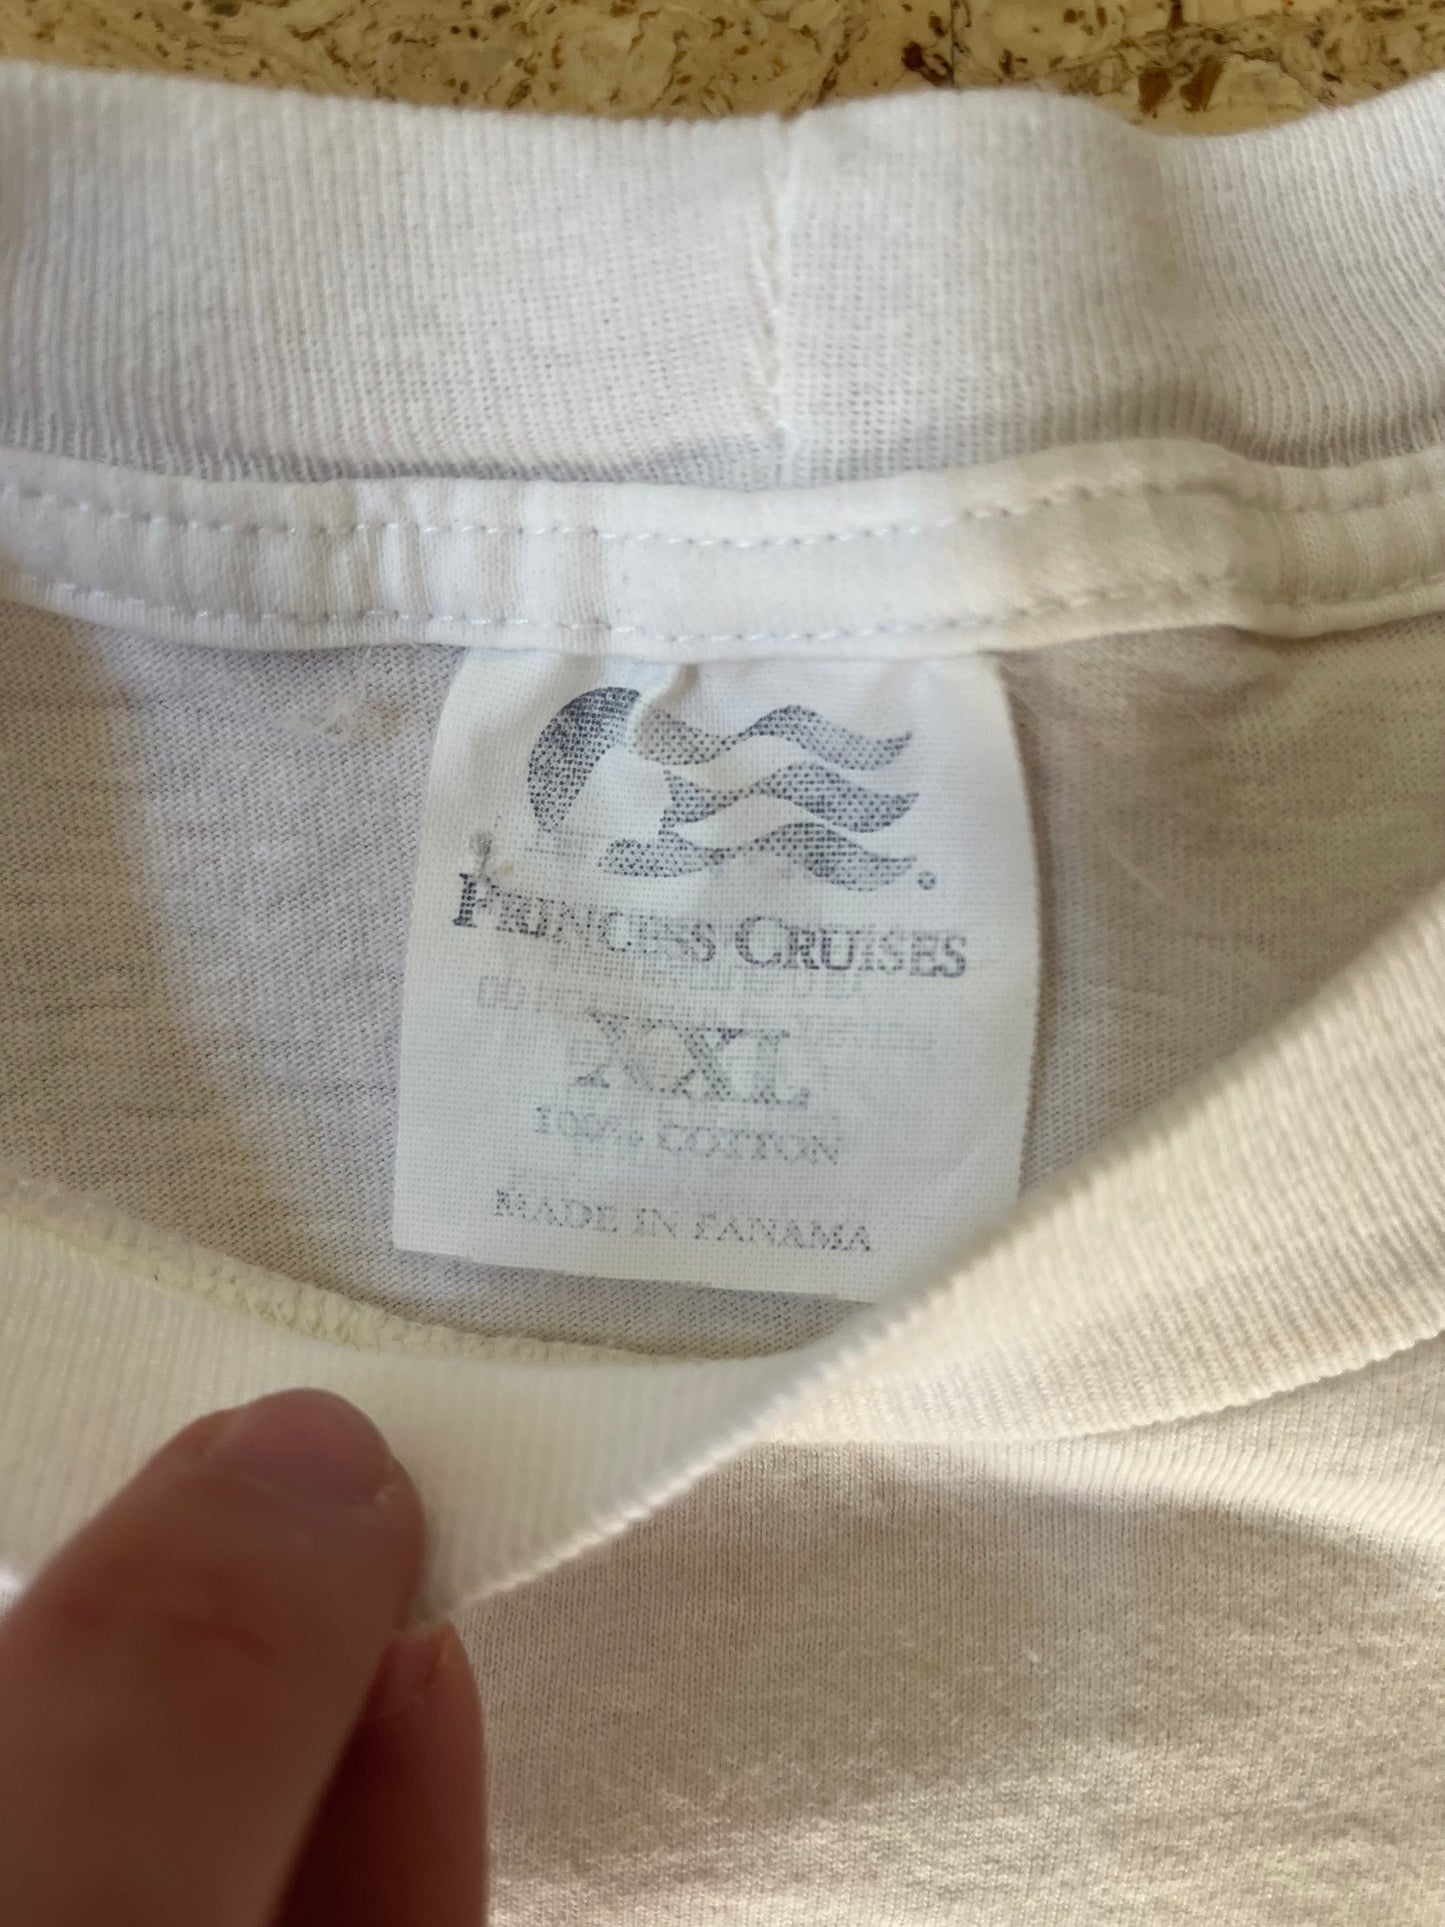 PRINCESS CRUISES
XXL
100% COTTON
MADE IN PANAMA